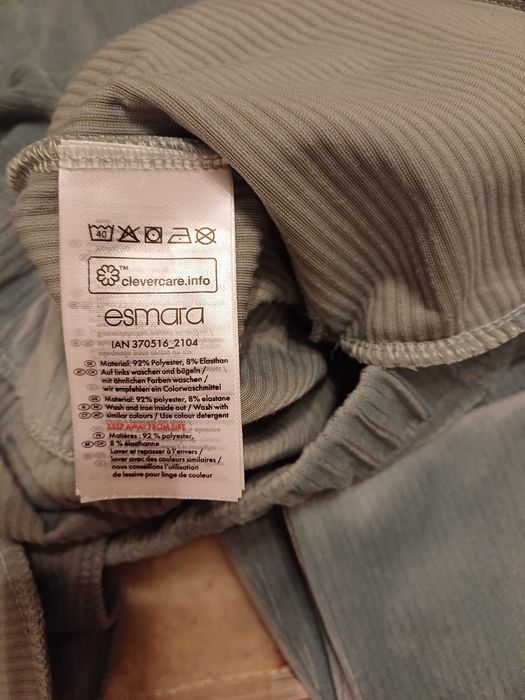 40
clevercare.info
TM
esmara
IAN 370516_2104
Material: 92% Polyester, 8% Elasthan
Auf links waschen und bügeln /
mit ähnlichen Farben waschen /
wir empfehlen ein Colorwaschmittel
Material: 92% polyester, 8% elastane
Wash and iron inside out / Wash with
similar colours / Use colour detergent
KEEP AWAY FROM FIRE
Matières: 92 % polyester,
8 % élasthanne
Laver et repasser à l'envers /
laver avec des couleurs similaires /
nous conseillons l'utilisation
de lessive pour linge de couleur